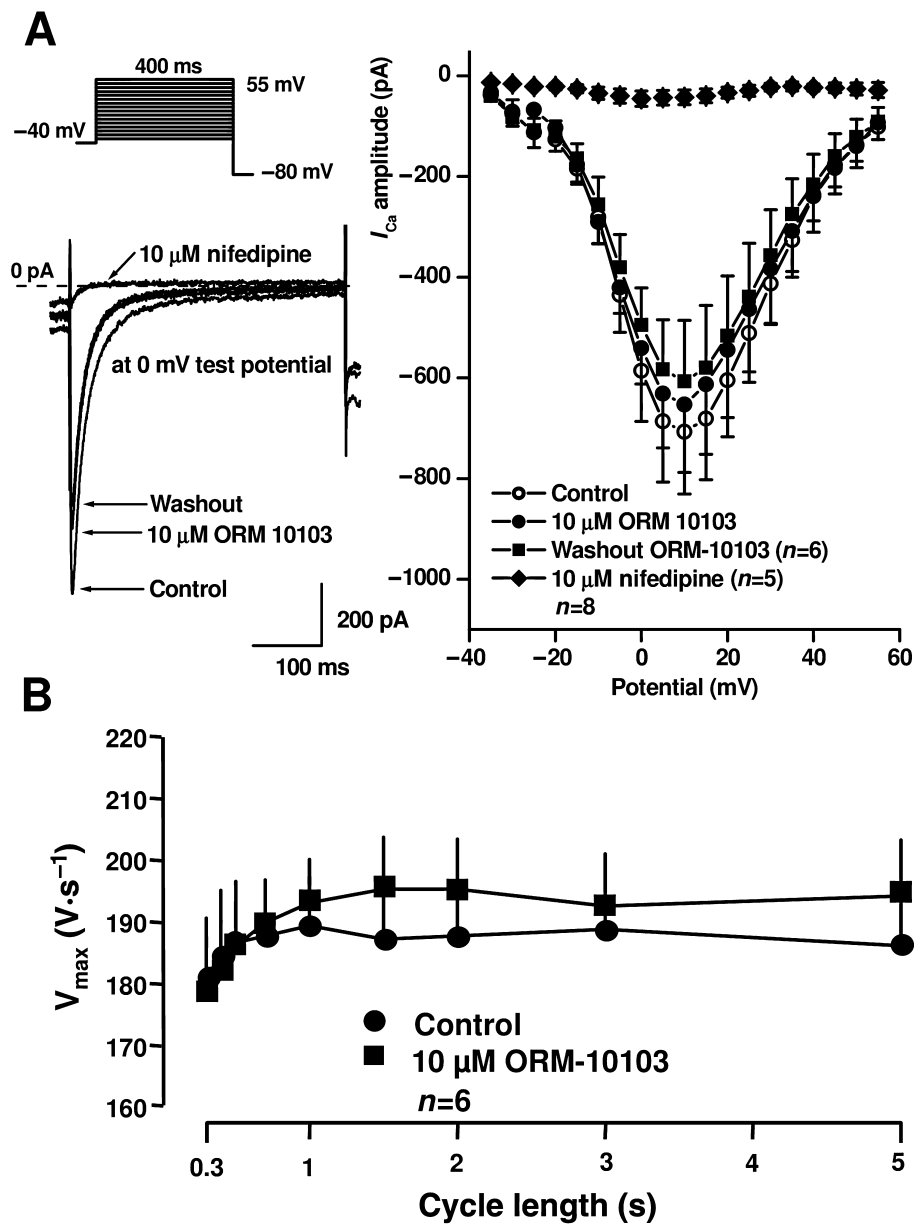 A
400 ms
55 mV
−40 mV
−80 mV
10 μM nifedipine
0 pA
at 0 mV test potential
Washout
10 μM ORM 10103
Control
200 pA
100 ms
I_Ca amplitude (pA)
0
−200
−400
−600
−800
−1000
Control
10 μM ORM 10103
Washout ORM-10103 (n=6)
10 μM nifedipine (n=5)
n=8
−40 −20 0 20 40 60
Potential (mV)
B
V_max (V·s⁻¹)
220
210
200
190
180
170
160
Control
10 μM ORM-10103
n=6
0.3 1 2 3 4 5
Cycle length (s)